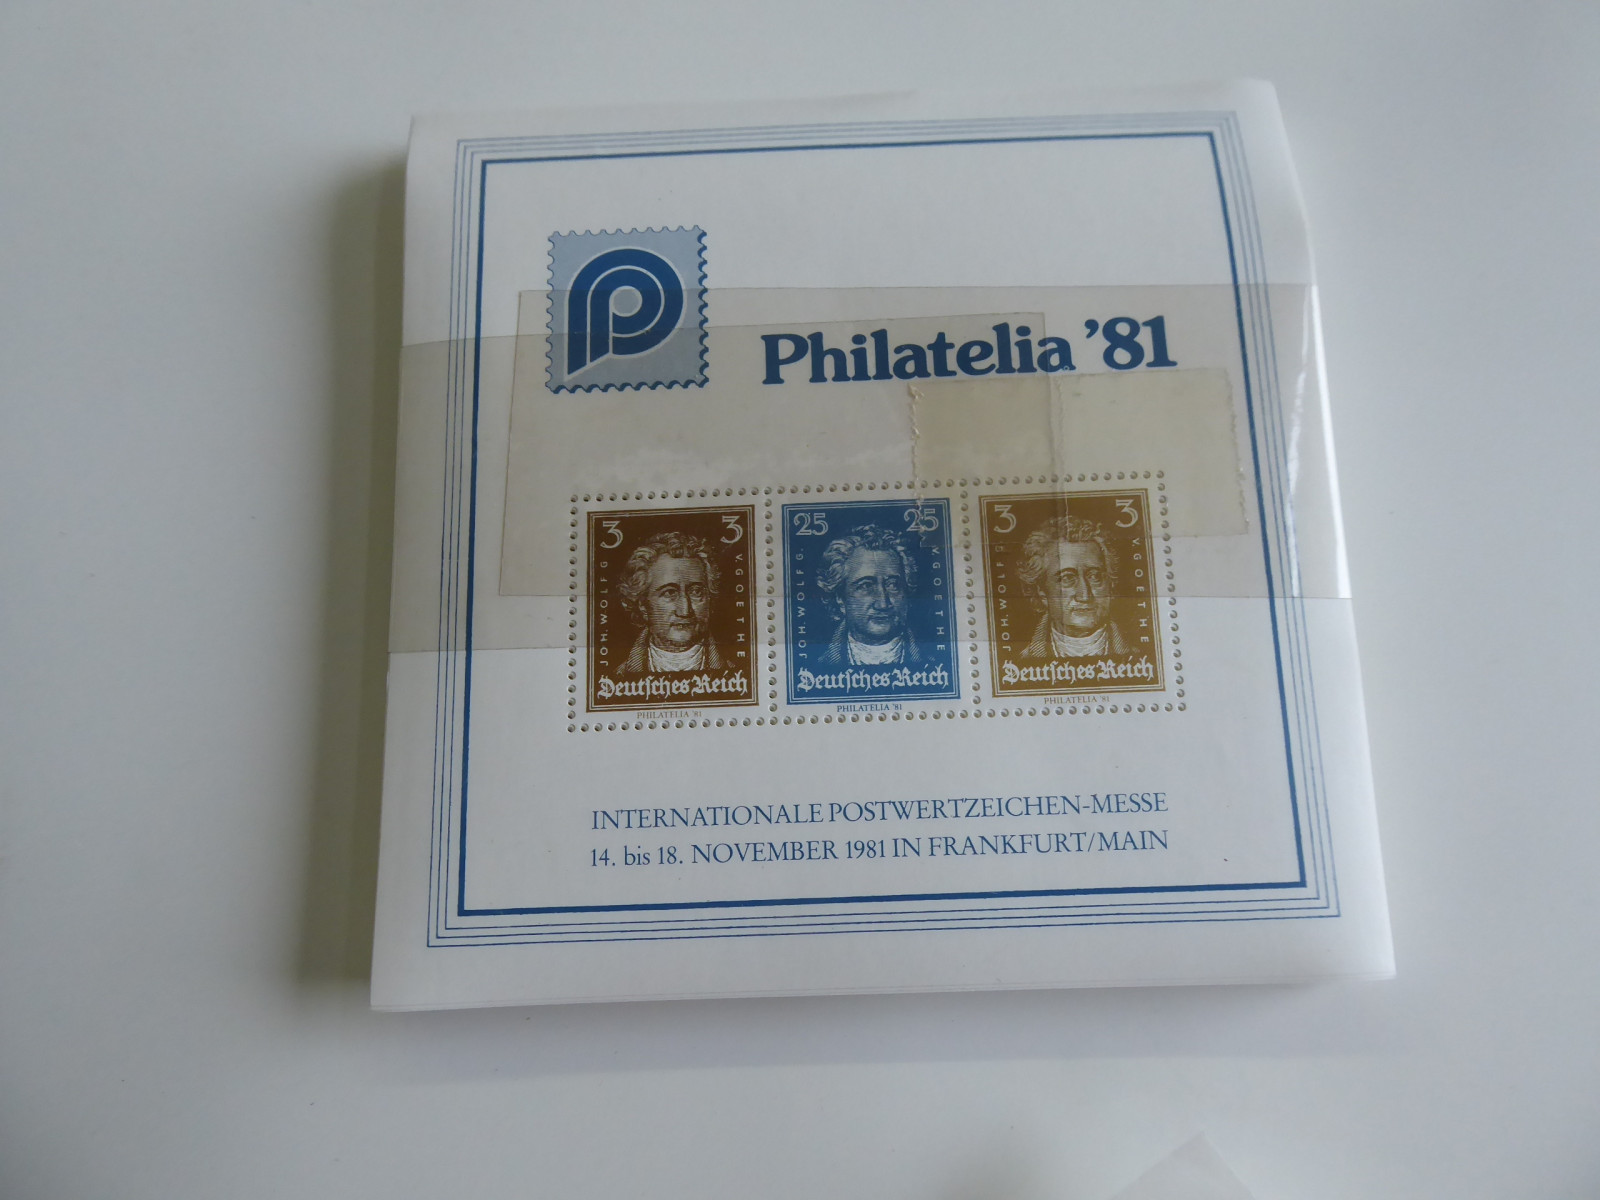 P
Philatelia '81
3 3
JOH. WOLFG. V. GOETHE
Deutsches Reich
PHILATELIA '81
25 25
JOH. WOLFG. V. GOETHE
Deutsches Reich
PHILATELIA '81
3 3
JOH. WOLFG. V. GOETHE
Deutsches Reich
PHILATELIA '81
INTERNATIONALE POSTWERTZEICHEN-MESSE
14. bis 18. NOVEMBER 1981 IN FRANKFURT/MAIN